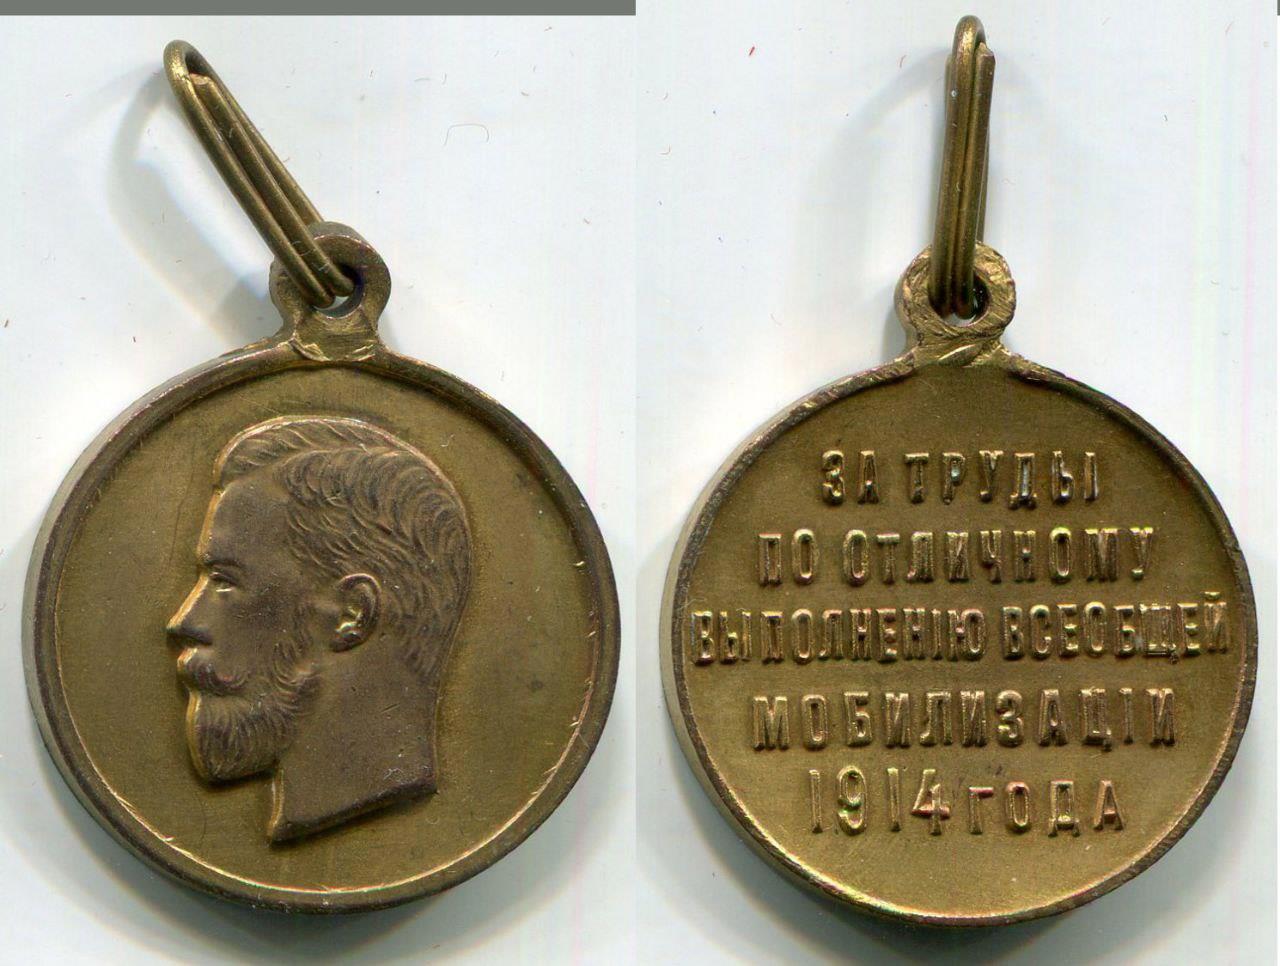 ЗА ТРУДЫ
ПО ОТЛИЧНОМУ
ВЫПОЛНЕНІЮ ВСЕОБЩЕЙ
МОБИЛИЗАЦІИ
1914 ГОДА